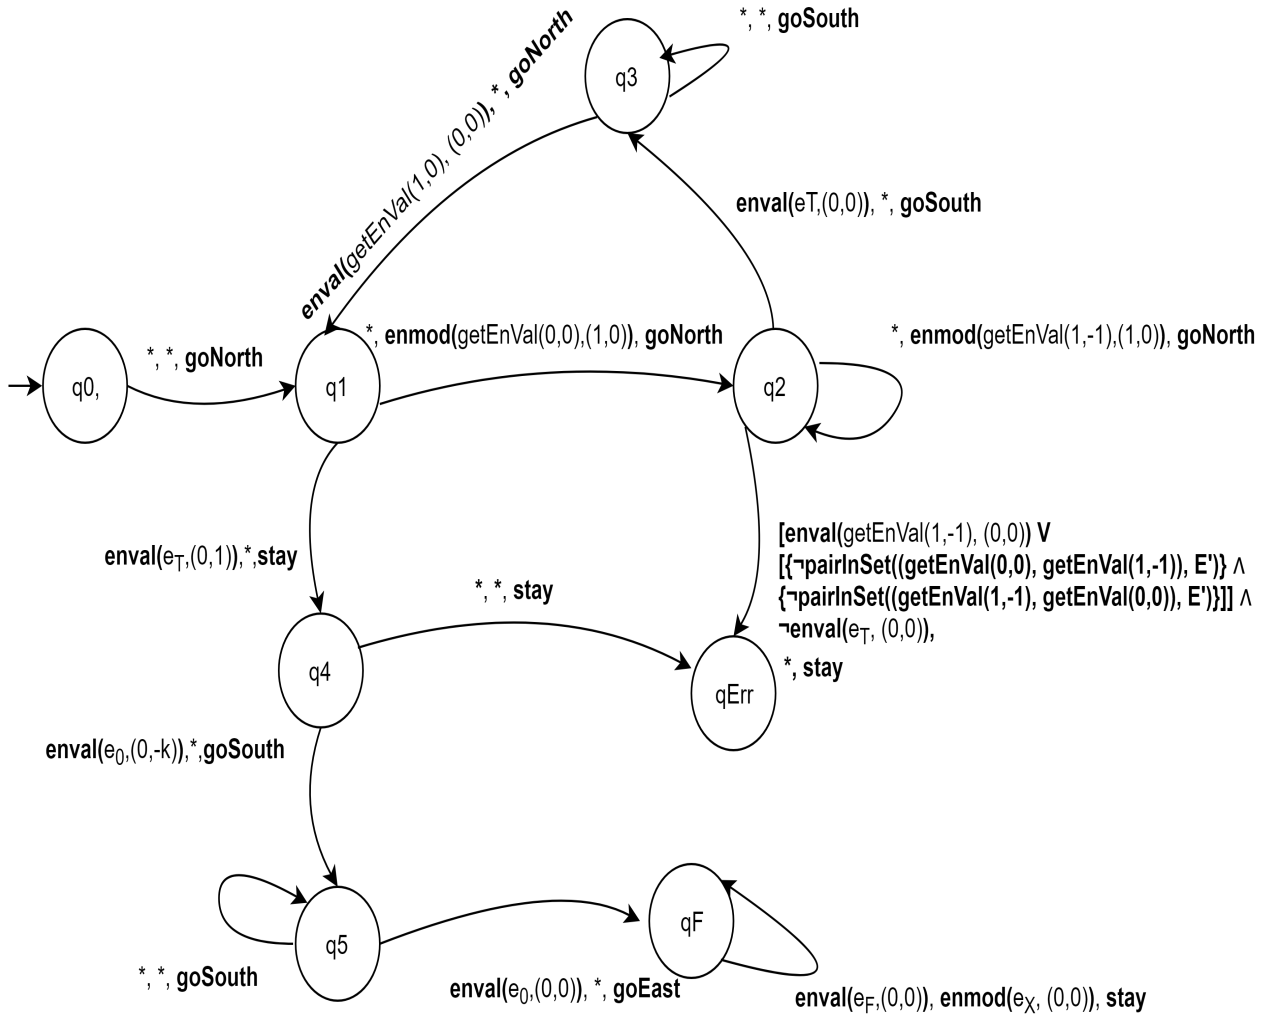 *, *, goSouth
q3
enval(getEnVal(1,0), (0,0)), *, goNorth
enval(eT,(0,0)), *, goSouth
*, *, goNorth
*, enmod(getEnVal(0,0),(1,0)), goNorth
*, enmod(getEnVal(1,-1),(1,0)), goNorth
q0,
q1
q2
enval(eT,(0,1)),*,stay
[enval(getEnVal(1,-1), (0,0)) V
[{¬pairInSet((getEnVal(0,0), getEnVal(1,-1)), E')} ∧
{¬pairInSet((getEnVal(1,-1), getEnVal(0,0)), E')}]] ∧
¬enval(eT, (0,0)),
*, stay
*, *, stay
q4
qErr
enval(e0,(0,-k)),*,goSouth
q5
qF
*, *, goSouth
enval(e0,(0,0)), *, goEast
enval(eF,(0,0)), enmod(eX, (0,0)), stay